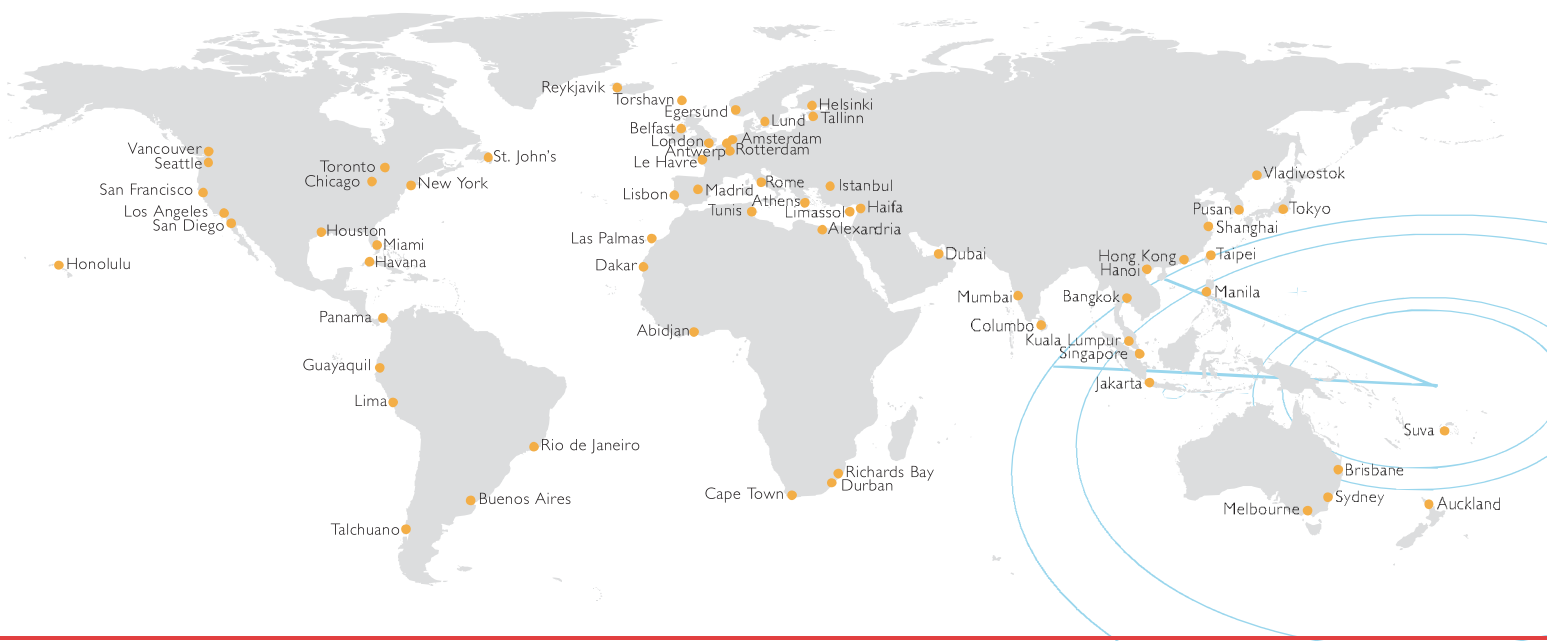 Reykjavik
Torshavn
Egersund
Helsinki
Tallinn
Lund
Belfast
London
Amsterdam
Antwerp
Rotterdam
Le Havre
Vancouver
Seattle
Toronto
Chicago
St. John's
New York
San Francisco
Los Angeles
San Diego
Houston
Miami
Havana
Honolulu
Lisbon
Madrid
Rome
Istanbul
Athens
Tunis
Limassol
Haifa
Alexandria
Las Palmas
Dakar
Dubai
Vladivostok
Pusan
Tokyo
Shanghai
Hong Kong
Taipei
Hanoi
Mumbai
Bangkok
Manila
Panama
Abidjan
Columbo
Kuala Lumpur
Singapore
Jakarta
Guayaquil
Lima
Rio de Janeiro
Suva
Richards Bay
Durban
Cape Town
Brisbane
Buenos Aires
Sydney
Melbourne
Auckland
Talchuano